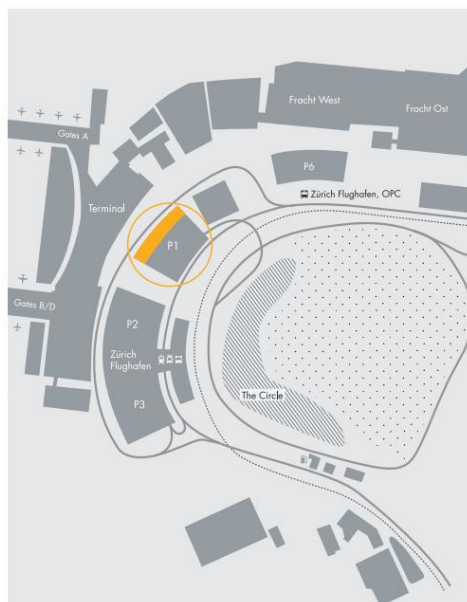 Fracht West
Fracht Ost
Gates A
P6
Zürich Flughafen, OPC
Terminal
P1
Gates B/D
P2
Zürich
Flughafen
P3
The Circle